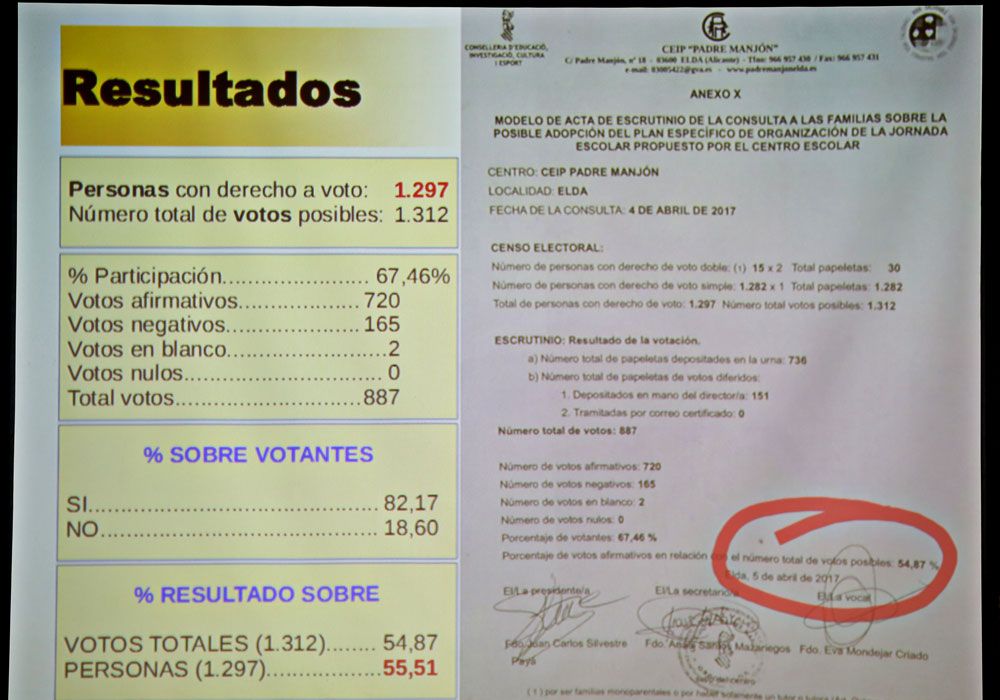 Resultados
Personas con derecho a voto: 1.297
Número total de votos posibles: 1.312
% Participación........................ 67,46%
Votos afirmativos..................720
Votos negativos....................165
Votos en blanco.......................2
Votos nulos..............................0
Total votos............................887
% SOBRE VOTANTES
SI............................................ 82,17
NO.......................................... 18,60
% RESULTADO SOBRE
VOTOS TOTALES (1.312)........ 54,87
PERSONAS (1.297)................. 55,51
CONSELLERIA D'EDUCACIÓ,
INVESTIGACIÓ, CULTURA
I ESPORT
CEIP "PADRE MANJÓN"
C/ Padre Manjón, nº 18 - 03600 ELDA (Alicante) - Tfno: 966 957 430 / Fax: 966 957 431
e-mail: 03005422@gva.es - www.padremanjonelda.es
ANEXO X
MODELO DE ACTA DE ESCRUTINIO DE LA CONSULTA A LAS FAMILIAS SOBRE LA
POSIBLE ADOPCIÓN DEL PLAN ESPECÍFICO DE ORGANIZACIÓN DE LA JORNADA
ESCOLAR PROPUESTO POR EL CENTRO ESCOLAR
CENTRO: CEIP PADRE MANJÓN
LOCALIDAD: ELDA
FECHA DE LA CONSULTA: 4 DE ABRIL DE 2017
CENSO ELECTORAL:
Número de personas con derecho de voto doble: (1) 15 x 2 Total papeletas: 30
Número de personas con derecho de voto simple: 1.282 x 1 Total papeletas: 1.282
Total de personas con derecho de voto: 1.297 Número total votos posibles: 1.312
ESCRUTINIO: Resultado de la votación.
a) Número total de papeletas depositadas en la urna: 736
b) Número total de papeletas de votos diferidos:
1. Depositados en mano del director/a: 151
2. Tramitadas por correo certificado: 0
Número total de votos: 887
Número de votos afirmativos: 720
Número de votos negativos: 165
Número de votos en blanco: 2
Número de votos nulos: 0
Porcentaje de votantes: 67,46 %
Porcentaje de votos afirmativos en relación con el número total de votos posibles: 54,87 %
Elda, 5 de abril de 2017
El/La presidente/a El/La secretario/a El/La vocal
Fdo. Juan Carlos Silvestre Fdo. Santos Mazariegos Fdo. Eva Mondejar Criado
Payá
(1) por ser familias monoparentales o por haber solamente un tutor o tutora